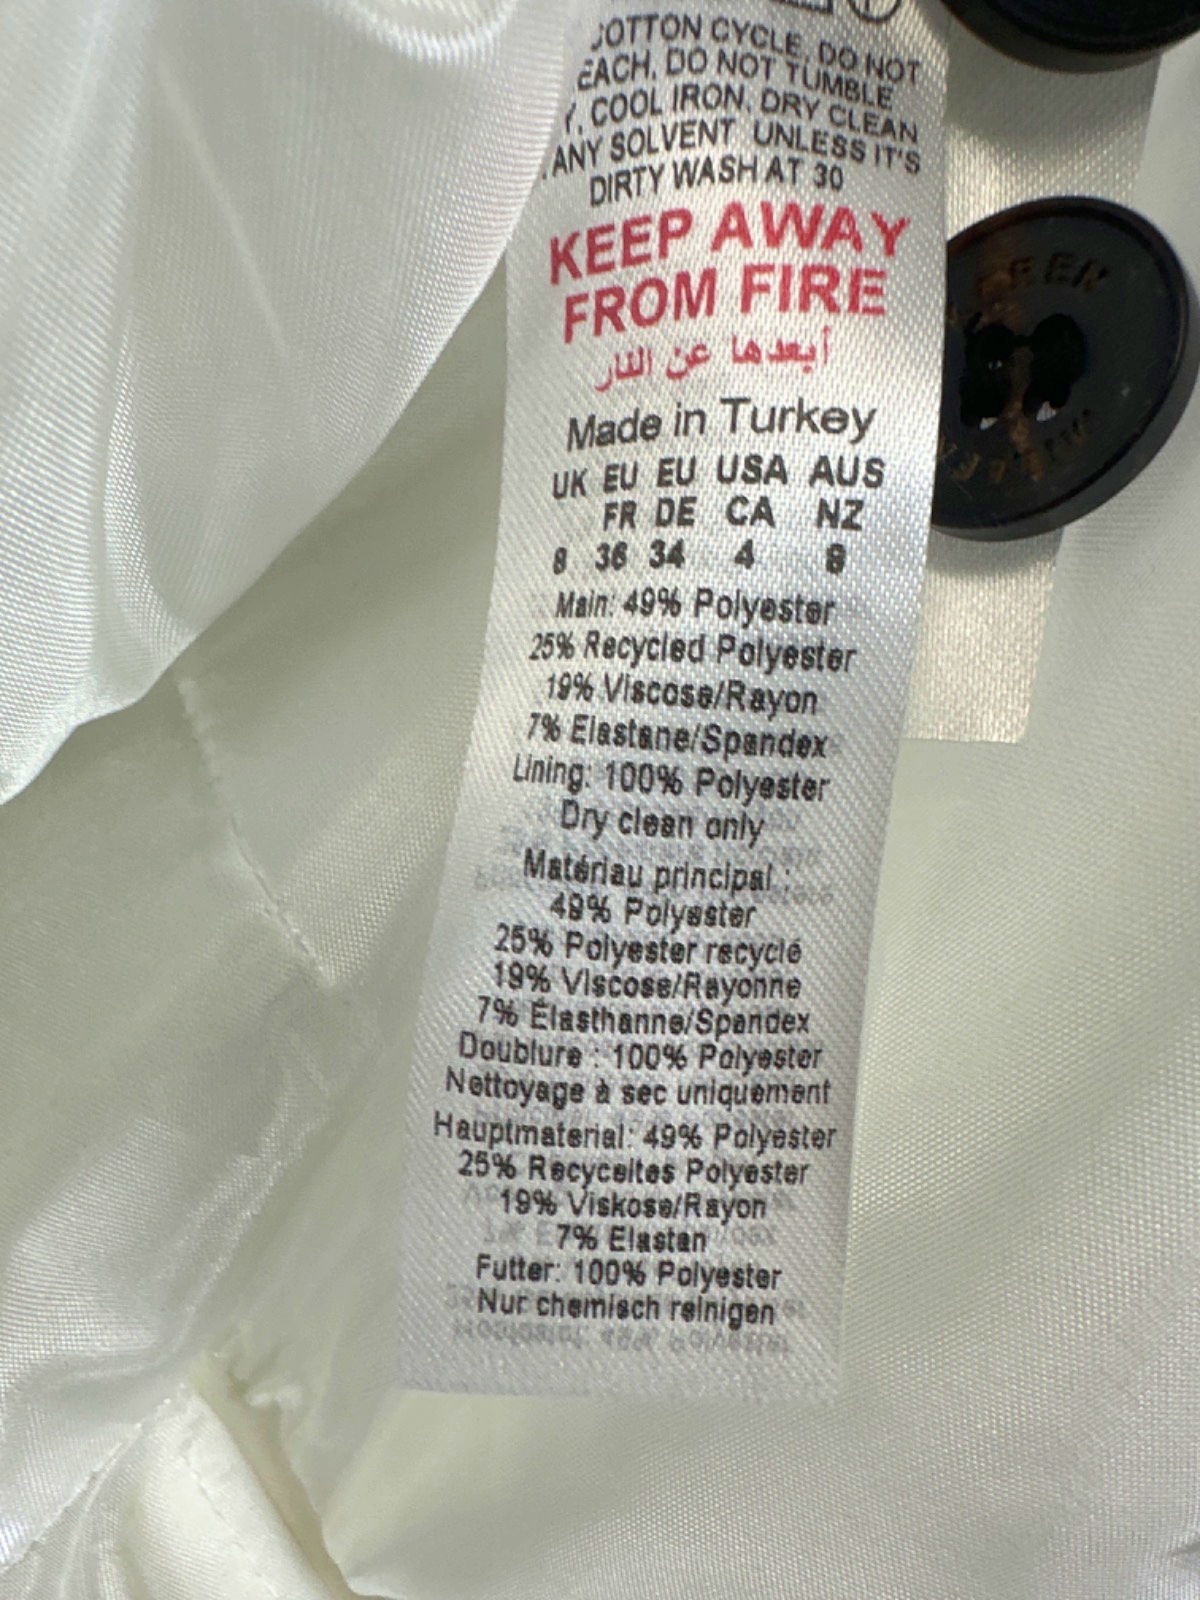 COTTON CYCLE, DO NOT
EACH, DO NOT TUMBLE
Y, COOL IRON, DRY CLEAN
ANY SOLVENT UNLESS IT'S
DIRTY WASH AT 30
KEEP AWAY
FROM FIRE
أبعدها عن النار
Made in Turkey
UK EU EU USA AUS
FR DE CA NZ
8 36 34 4 8
Main: 49% Polyester
25% Recycled Polyester
19% Viscose/Rayon
7% Elastane/Spandex
Lining: 100% Polyester
Dry clean only
Matériau principal :
49% Polyester
25% Polyester recyclé
19% Viscose/Rayonne
7% Élasthanne/Spandex
Doublure : 100% Polyester
Nettoyage à sec uniquement
Hauptmaterial: 49% Polyester
25% Recyceltes Polyester
19% Viskose/Rayon
7% Elastan
Futter: 100% Polyester
Nur chemisch reinigen